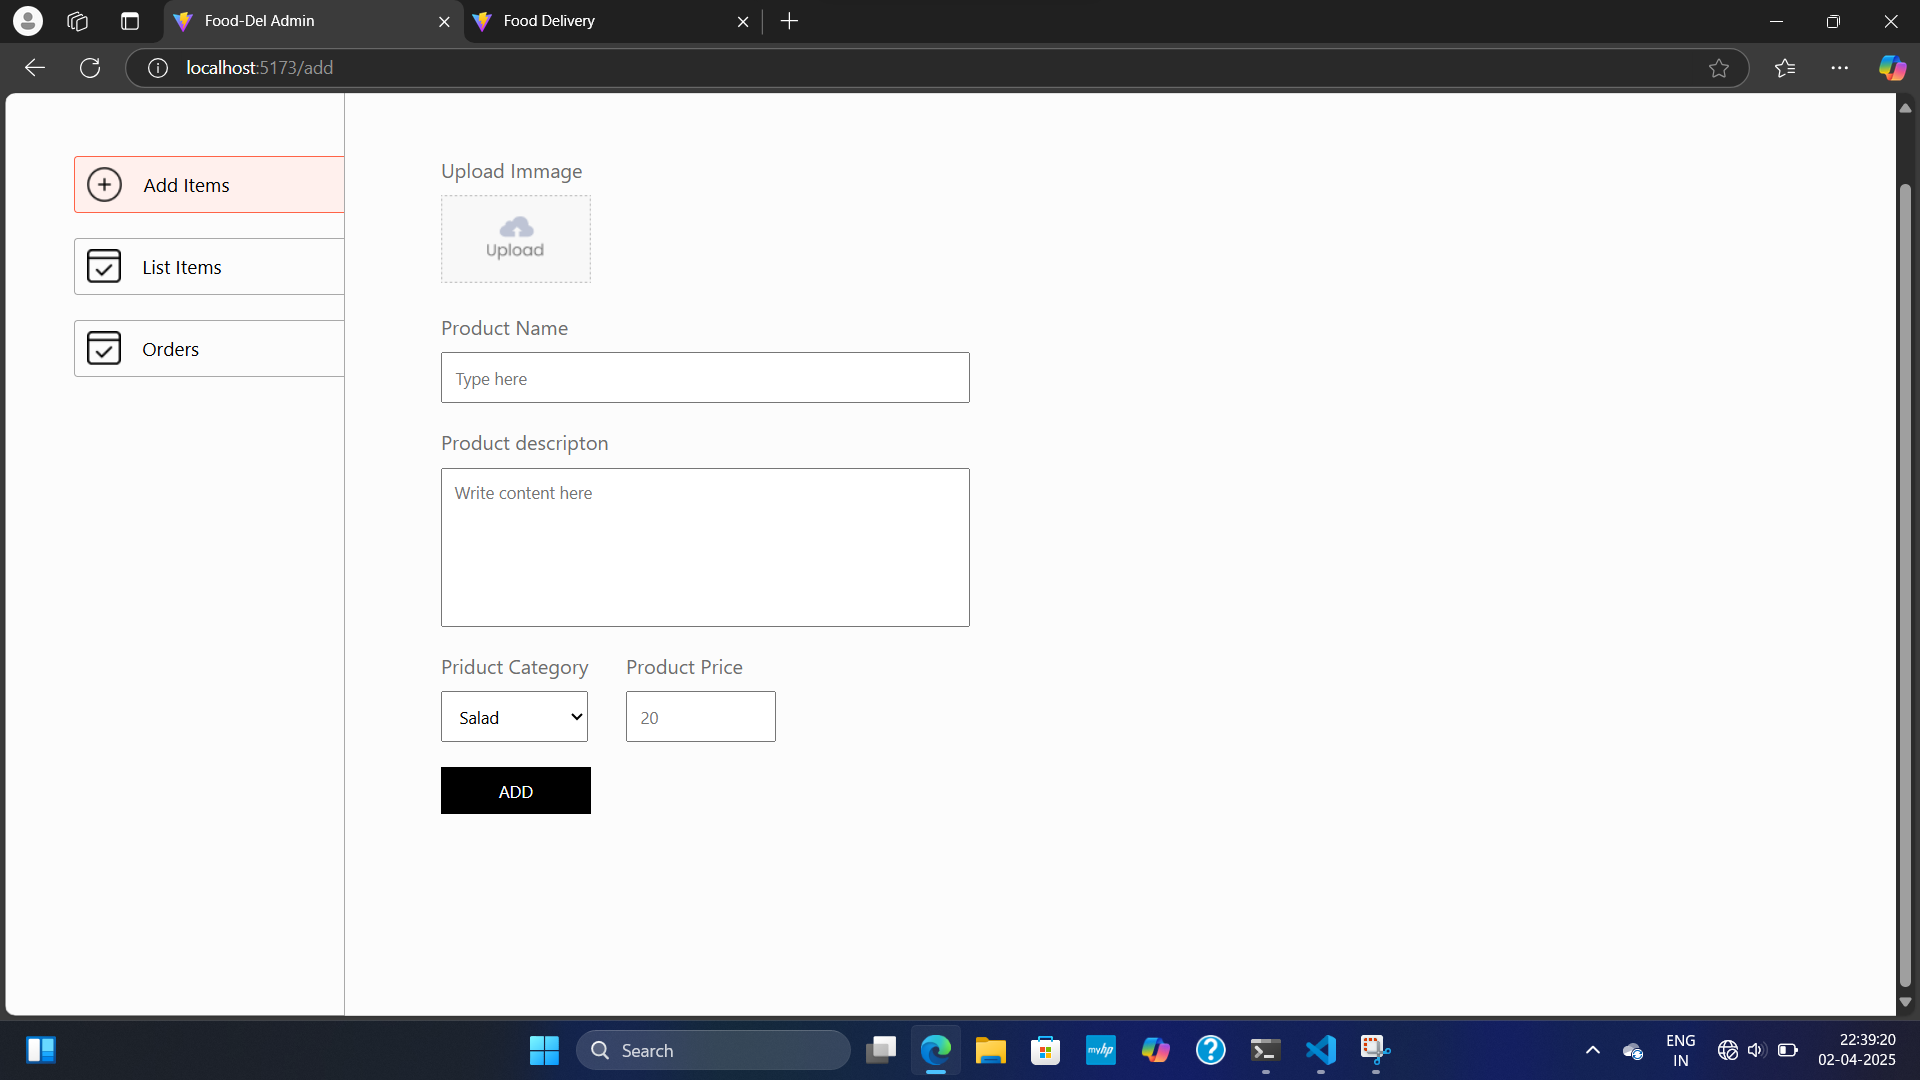 Food-Del Admin
Food Delivery
localhost:5173/add
Add Items
List Items
Orders
Upload Immage
Upload
Product Name
Type here
Product descripton
Write content here
Priduct Category Product Price
Salad 20
ADD
Search
myhp
ENG
IN
22:39:20
02-04-2025